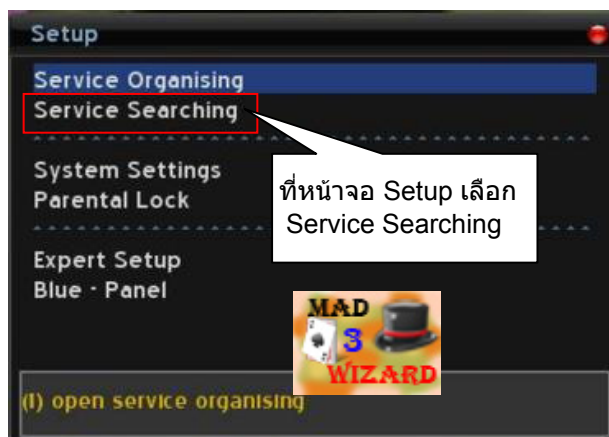 Setup
Service Organising
Service Searching
System Settings
Parental Lock
ที่หน้าจอ Setup เลือก
Service Searching
Expert Setup
Blue - Panel
MAD
3
WIZARD
(1) open service organising